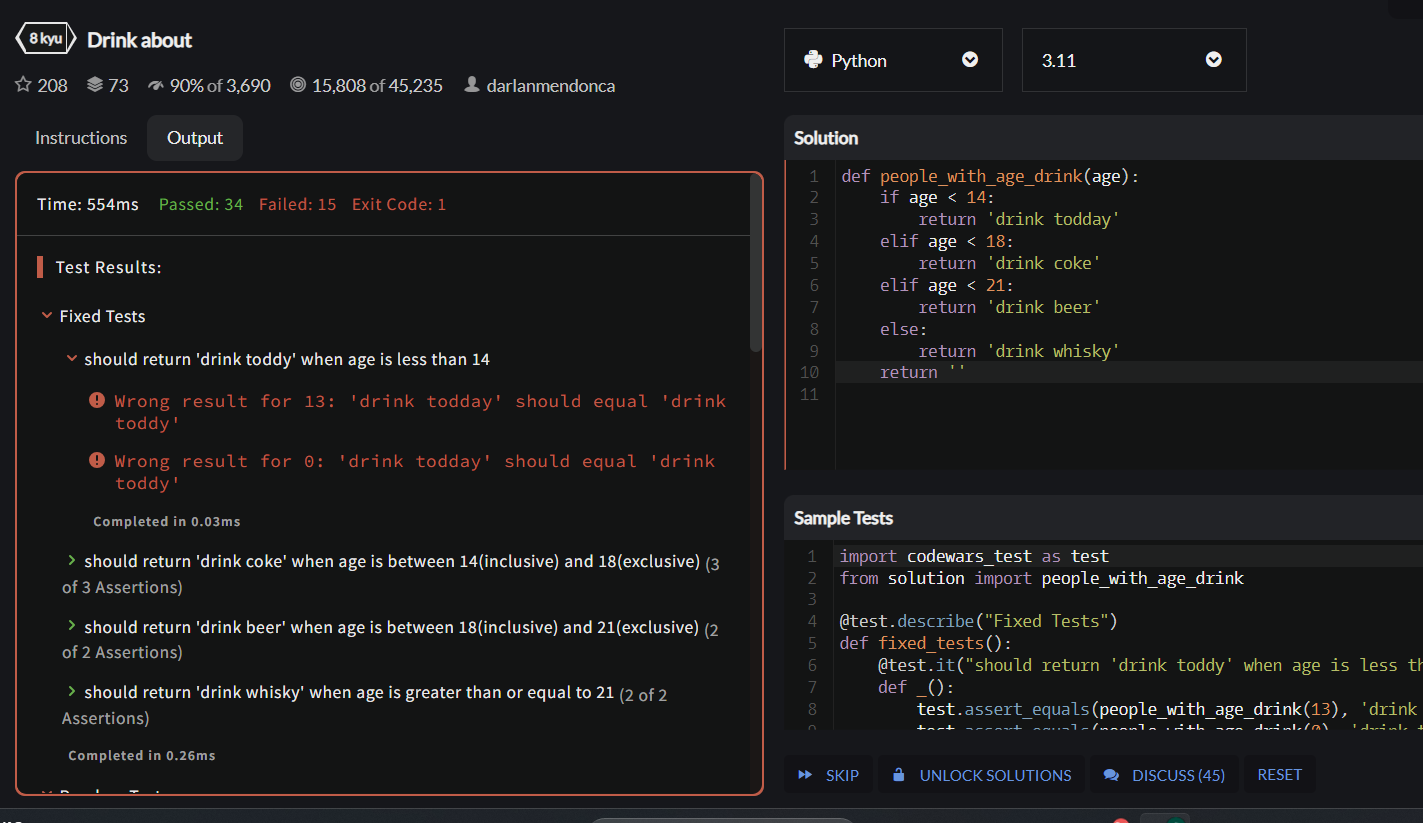 8 kyu Drink about
208 73 90% of 3,690 15,808 of 45,235 darlanmendonca
Instructions Output
Time: 554ms Passed: 34 Failed: 15 Exit Code: 1
Test Results:
Fixed Tests
should return 'drink toddy' when age is less than 14
Wrong result for 13: 'drink todday' should equal 'drink
toddy'
Wrong result for 0: 'drink todday' should equal 'drink
toddy'
Completed in 0.03ms
should return 'drink coke' when age is between 14(inclusive) and 18(exclusive) (3
of 3 Assertions)
should return 'drink beer' when age is between 18(inclusive) and 21(exclusive) (2
of 2 Assertions)
should return 'drink whisky' when age is greater than or equal to 21 (2 of 2
Assertions)
Completed in 0.26ms
Python 3.11
Solution
1 def people_with_age_drink(age):
2 if age < 14:
3 return 'drink todday'
4 elif age < 18:
5 return 'drink coke'
6 elif age < 21:
7 return 'drink beer'
8 else:
9 return 'drink whisky'
10 return ''
11
Sample Tests
1 import codewars_test as test
2 from solution import people_with_age_drink
3
4 @test.describe("Fixed Tests")
5 def fixed_tests():
6 @test.it("should return 'drink toddy' when age is less th
7 def _():
8 test.assert_equals(people_with_age_drink(13), 'drink
SKIP UNLOCK SOLUTIONS DISCUSS (45) RESET